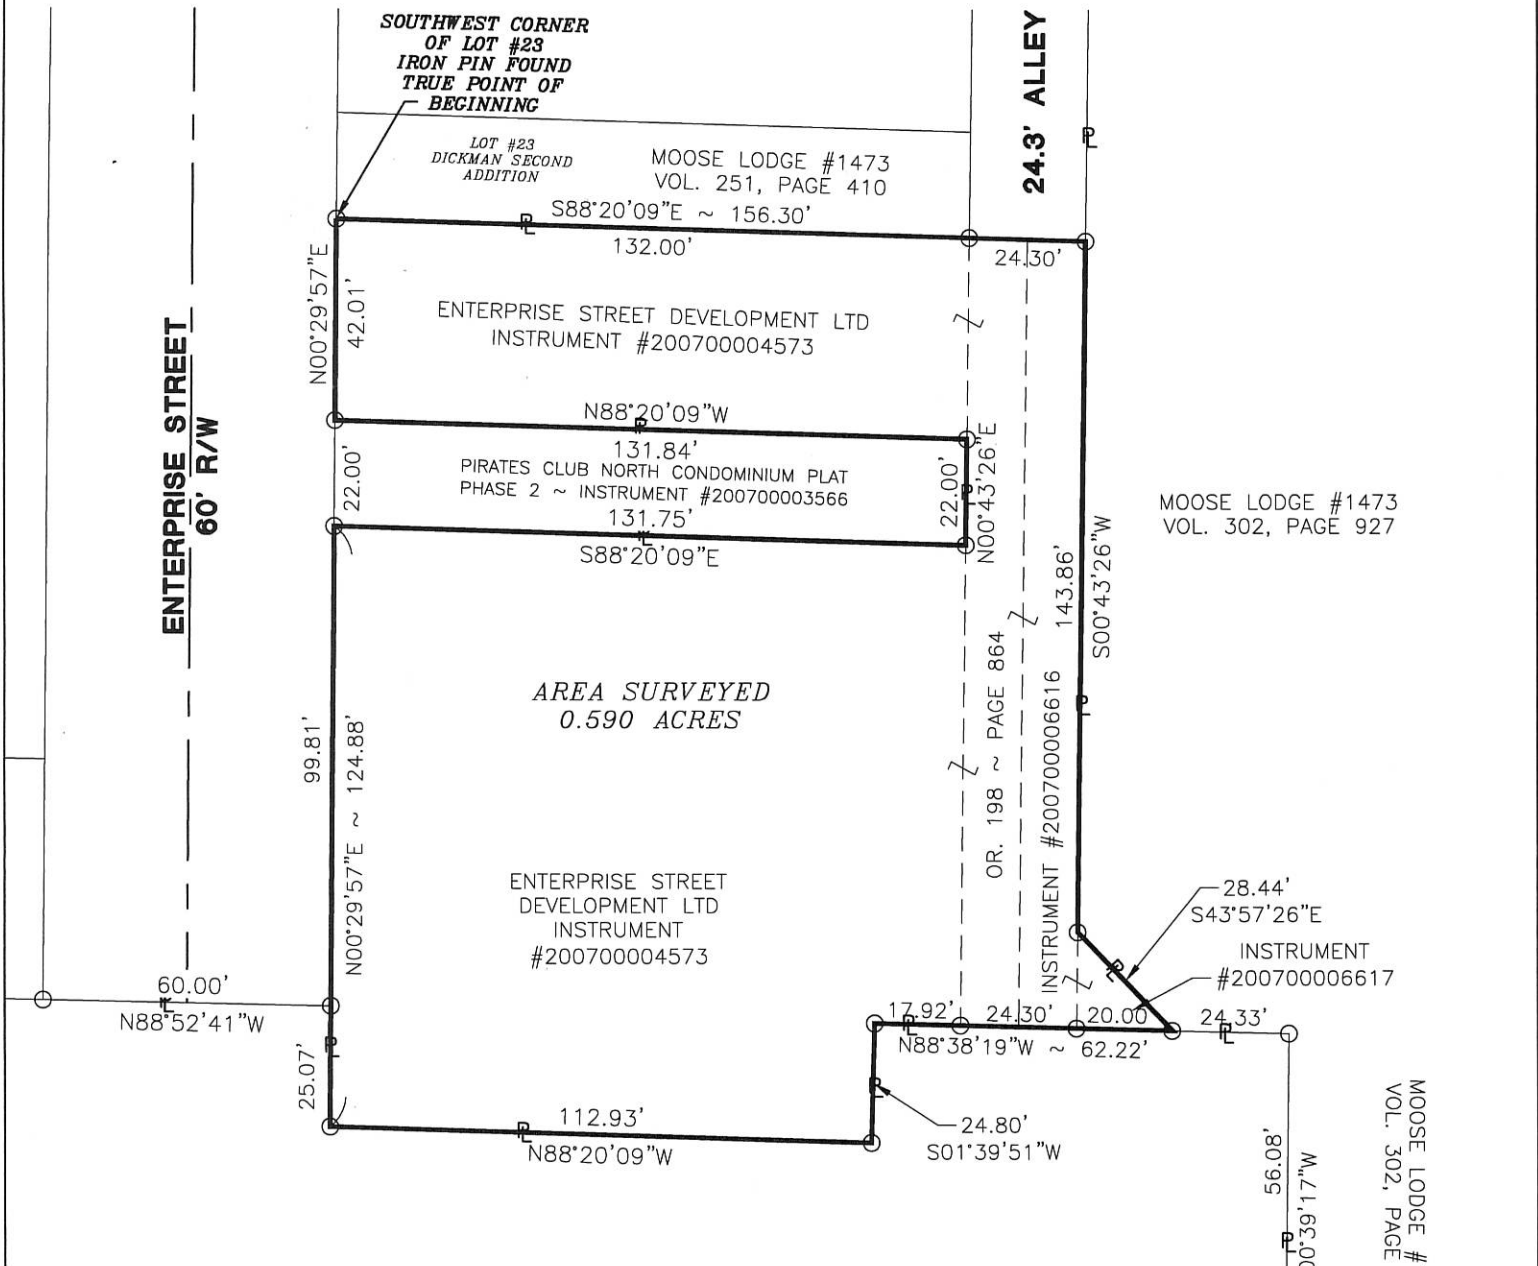 SOUTHWEST CORNER
OF LOT #23
IRON PIN FOUND
TRUE POINT OF
BEGINNING
24.3' ALLEY
LOT #23
DICKMAN SECOND
ADDITION
MOOSE LODGE #1473
VOL. 251, PAGE 410
S88°20'09"E ~ 156.30'
132.00'
24.30'
N00°29'57"E
42.01'
ENTERPRISE STREET DEVELOPMENT LTD
INSTRUMENT #200700004573
ENTERPRISE STREET
60' R/W
N88°20'09"W
131.84'
PIRATES CLUB NORTH CONDOMINIUM PLAT
PHASE 2 ~ INSTRUMENT #200700003566
22.00'
22.00'
N00°43'26"E
131.75'
S88°20'09"E
MOOSE LODGE #1473
VOL. 302, PAGE 927
143.86'
S00°43'26"W
AREA SURVEYED
0.590 ACRES
OR. 198 ~ PAGE 864
INSTRUMENT #200700006616
99.81'
N00°29'57"E ~ 124.88'
ENTERPRISE STREET
DEVELOPMENT LTD
INSTRUMENT
#200700004573
28.44'
S43°57'26"E
INSTRUMENT
#200700006617
60.00'
N88°52'41"W
17.92'
24.30'
20.00'
24.33'
N88°38'19"W ~ 62.22'
25.07'
112.93'
N88°20'09"W
24.80'
S01°39'51"W
56.08'
0°39'17"W
MOOSE LODGE #
VOL. 302, PAGE